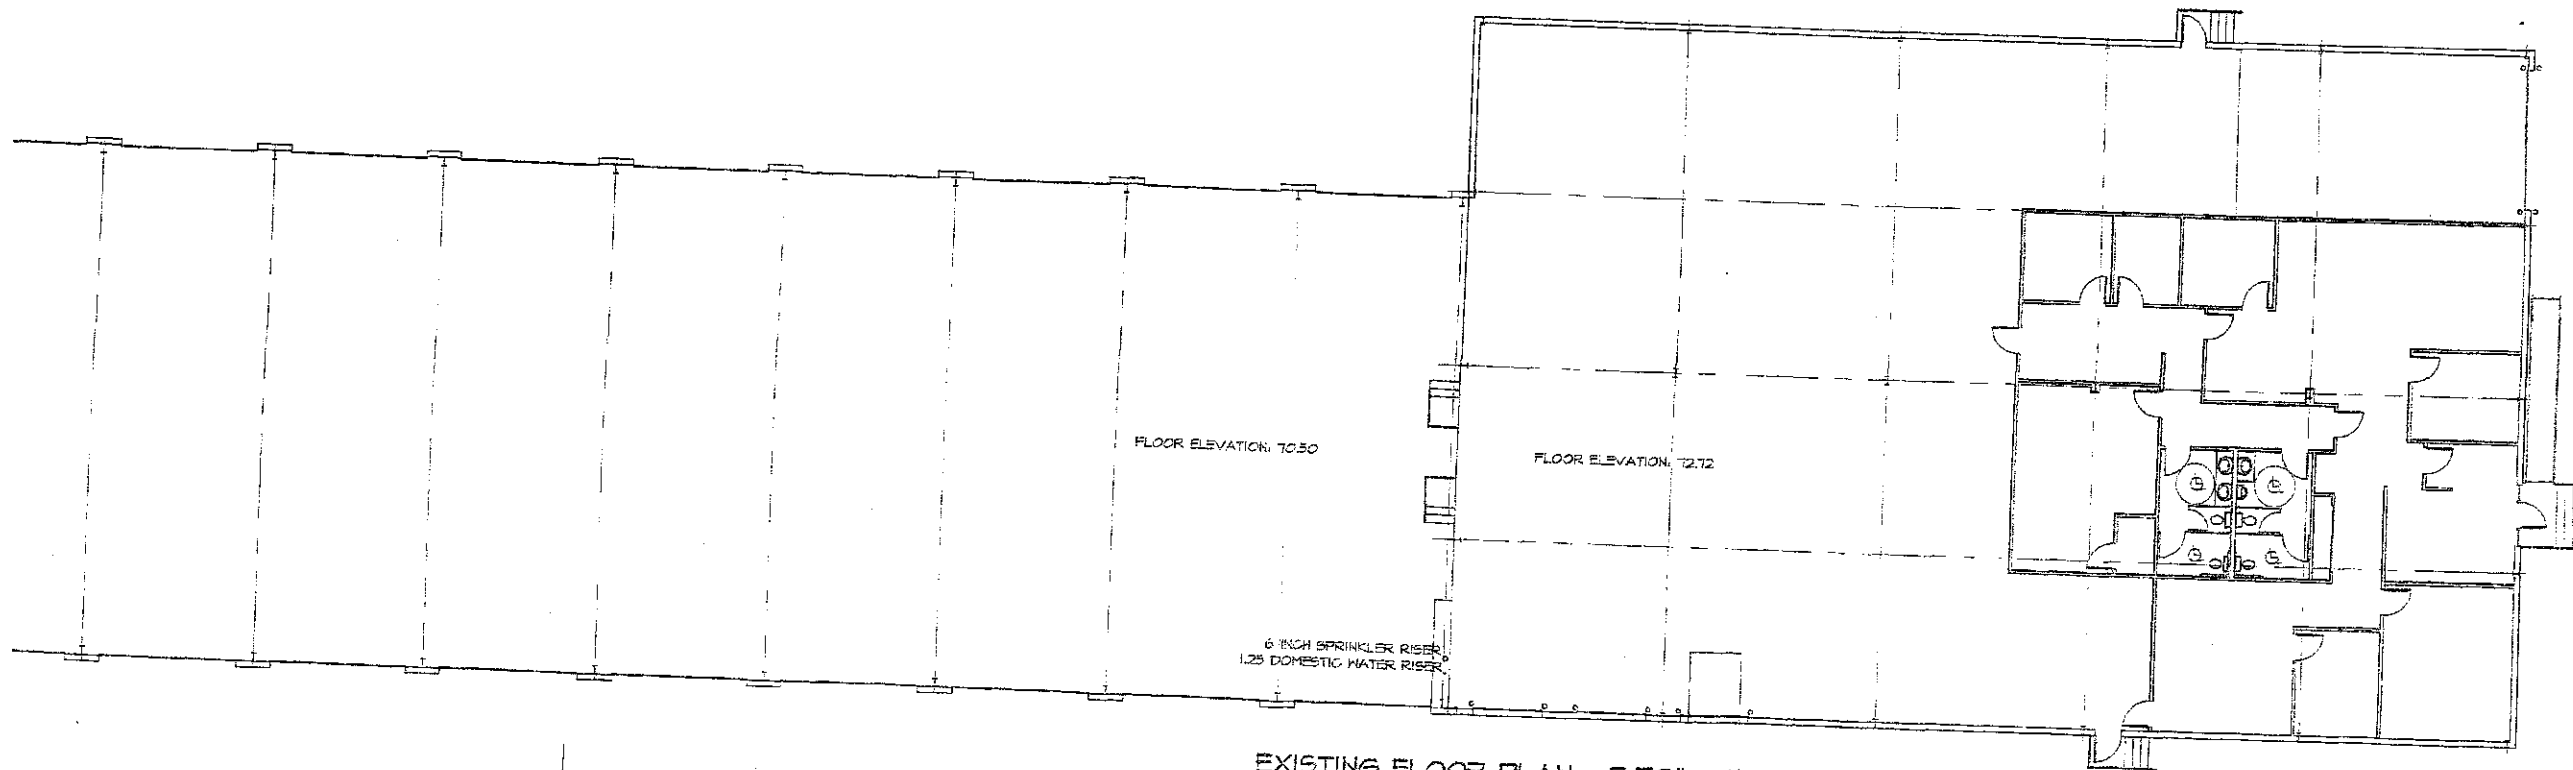 FLOOR ELEVATION: 70.50
FLOOR ELEVATION: 72.72
6 INCH SPRINKLER RISER
1.25 DOMESTIC WATER RISER
EXISTING FLOOR PLAN